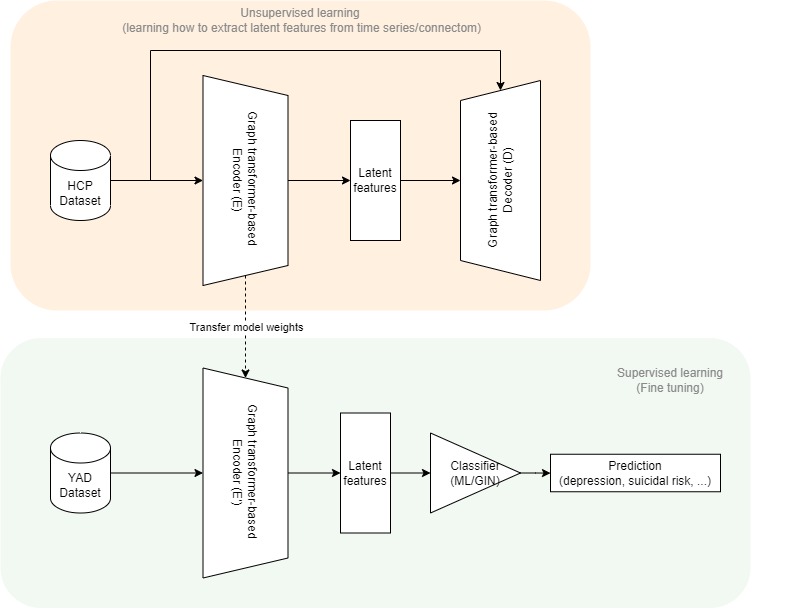 Unsupervised learning
(learning how to extract latent features from time series/connectom)
HCP
Dataset
Graph transformer-based
Encoder (E)
Latent
features
Graph transformer-based
Decoder (D)
Transfer model weights
Supervised learning
(Fine tuning)
YAD
Dataset
Graph transformer-based
Encoder (E')
Latent
features
Classifier
(ML/GIN)
Prediction
(depression, suicidal risk, ...)